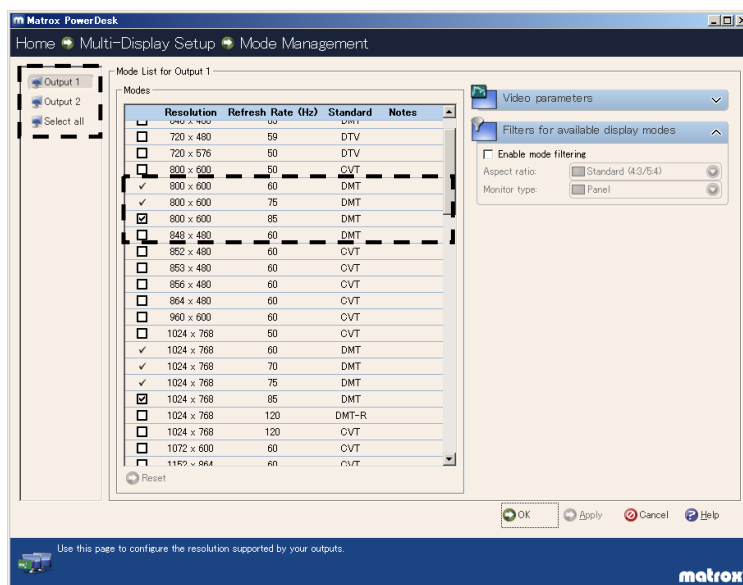 Matrox PowerDesk
Home Multi-Display Setup Mode Management
Output 1
Output 2
Select all
Mode List for Output 1
Modes
Resolution Refresh Rate (Hz) Standard Notes
720 x 480 59 DTV
720 x 576 50 DTV
800 x 600 50 CVT
800 x 600 60 DMT
800 x 600 75 DMT
800 x 600 85 DMT
848 x 480 60 DMT
852 x 480 60 CVT
853 x 480 60 CVT
856 x 480 60 CVT
864 x 480 60 CVT
960 x 600 60 CVT
1024 x 768 50 CVT
1024 x 768 60 DMT
1024 x 768 70 DMT
1024 x 768 75 DMT
1024 x 768 85 DMT
1024 x 768 120 DMT-R
1024 x 768 120 CVT
1072 x 600 60 CVT
1152 x 864 60 CVT
Reset
Video parameters
Filters for available display modes
Enable mode filtering
Aspect ratio: Standard (4:3/5:4)
Monitor type: Panel
OK Apply Cancel Help
Use this page to configure the resolution supported by your outputs.
matrox